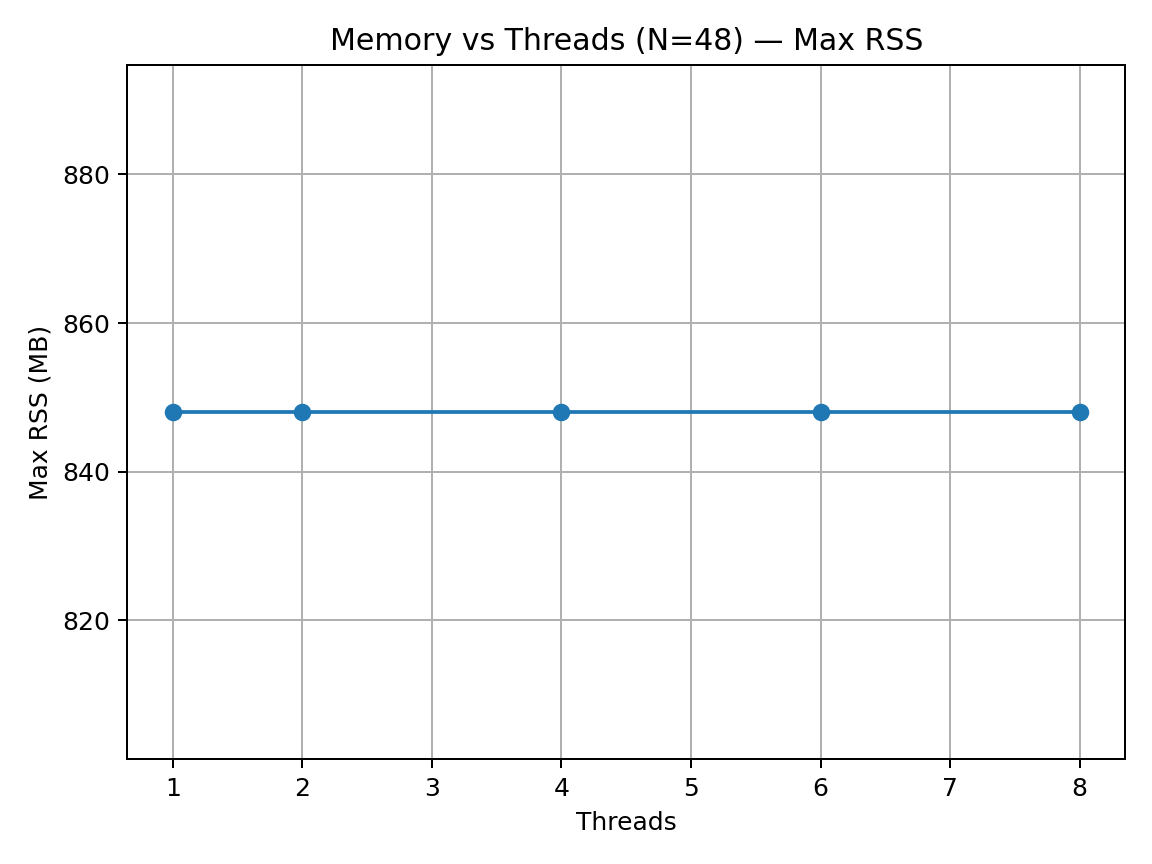 Memory vs Threads (N=48) — Max RSS
Max RSS (MB)
880
860
840
820
1 2 3 4 5 6 7 8
Threads